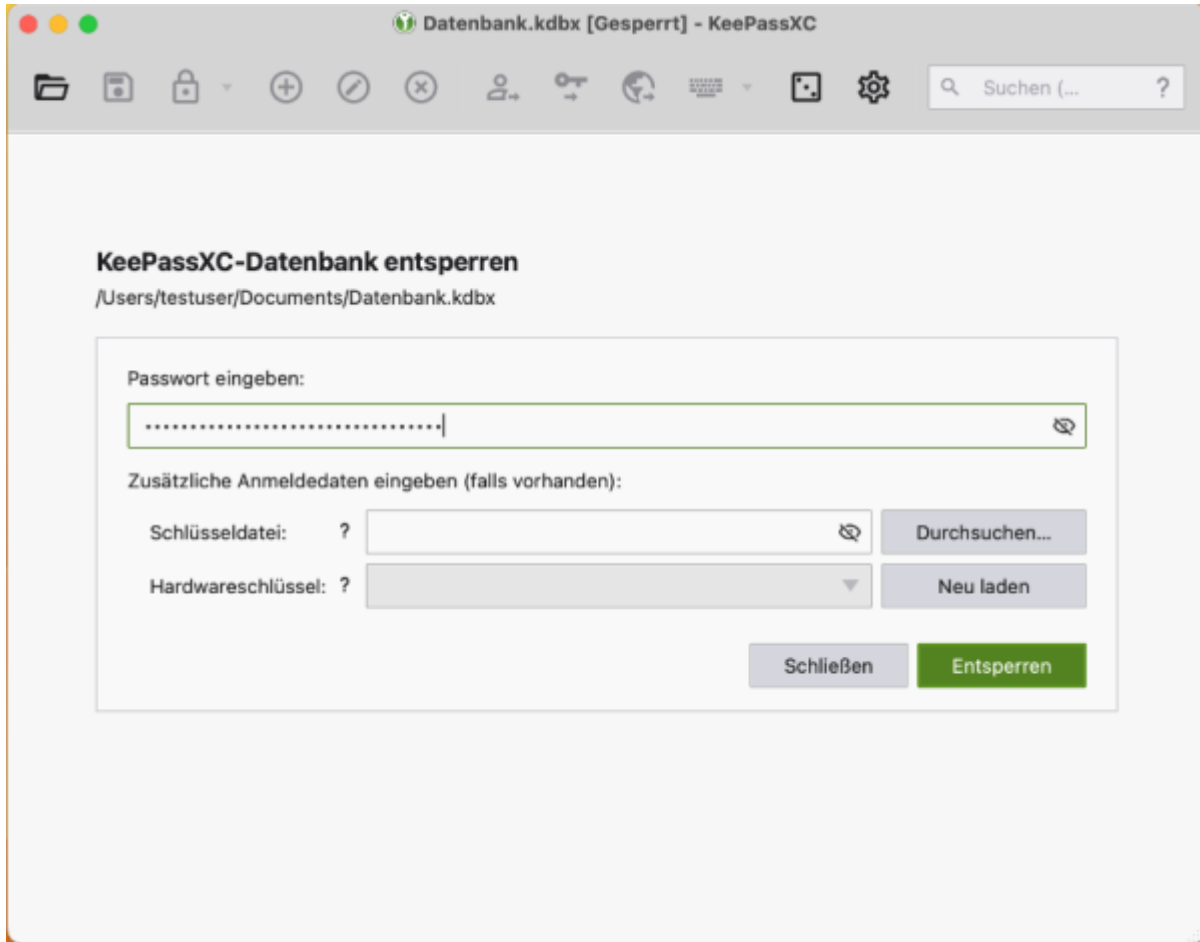 Datenbank.kdbx [Gesperrt] - KeePassXC
Suchen (... ?
KeePassXC-Datenbank entsperren
/Users/testuser/Documents/Datenbank.kdbx
Passwort eingeben:
Zusätzliche Anmeldedaten eingeben (falls vorhanden):
Schlüsseldatei: ? Durchsuchen...
Hardwareschlüssel: ? Neu laden
Schließen Entsperren